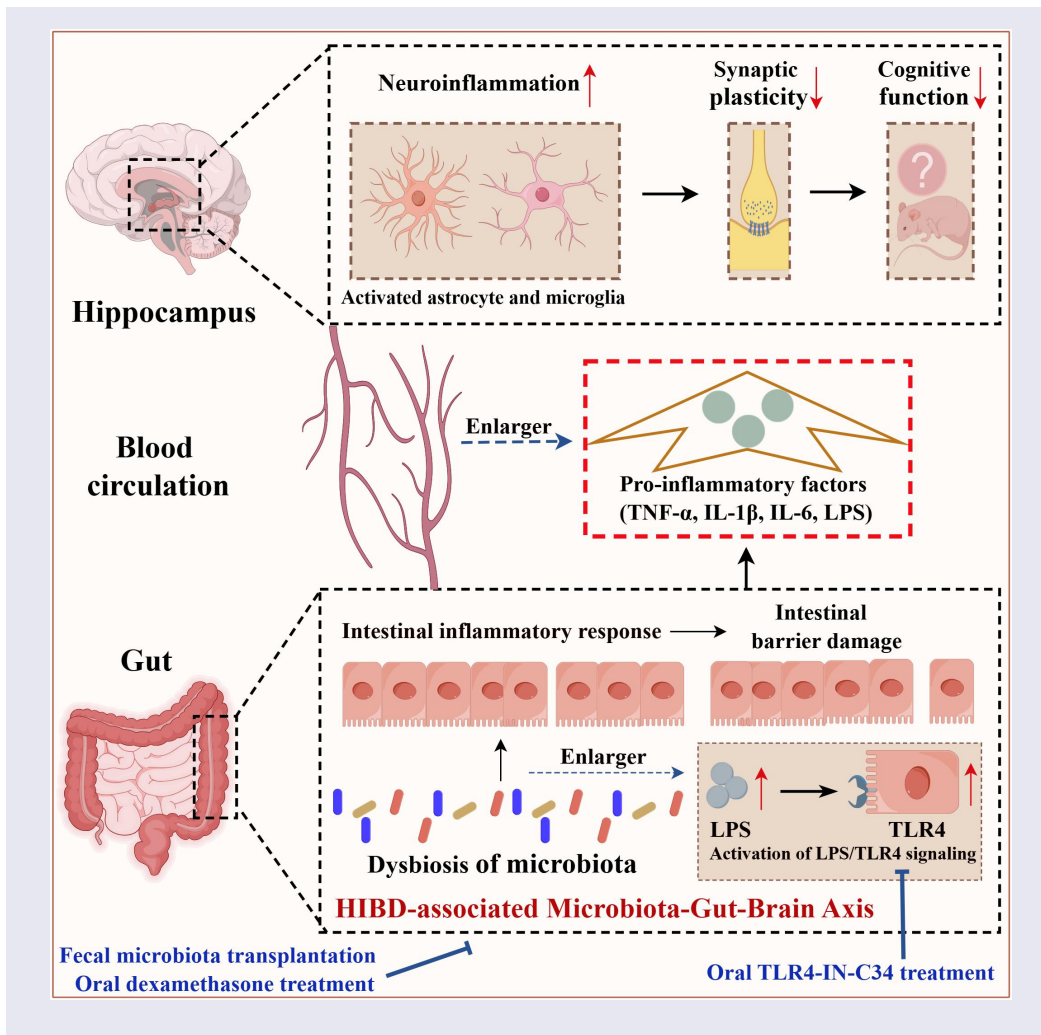 Neuroinflammation
Synaptic
plasticity
Cognitive
function
?
Activated astrocyte and microglia
Hippocampus
Blood
circulation
Enlarger
Pro-inflammatory factors
(TNF-α, IL-1β, IL-6, LPS)
Gut
Intestinal inflammatory response
Intestinal
barrier damage
Enlarger
LPS
TLR4
Activation of LPS/TLR4 signaling
Dysbiosis of microbiota
HIBD-associated Microbiota-Gut-Brain Axis
Fecal microbiota transplantation
Oral dexamethasone treatment
Oral TLR4-IN-C34 treatment